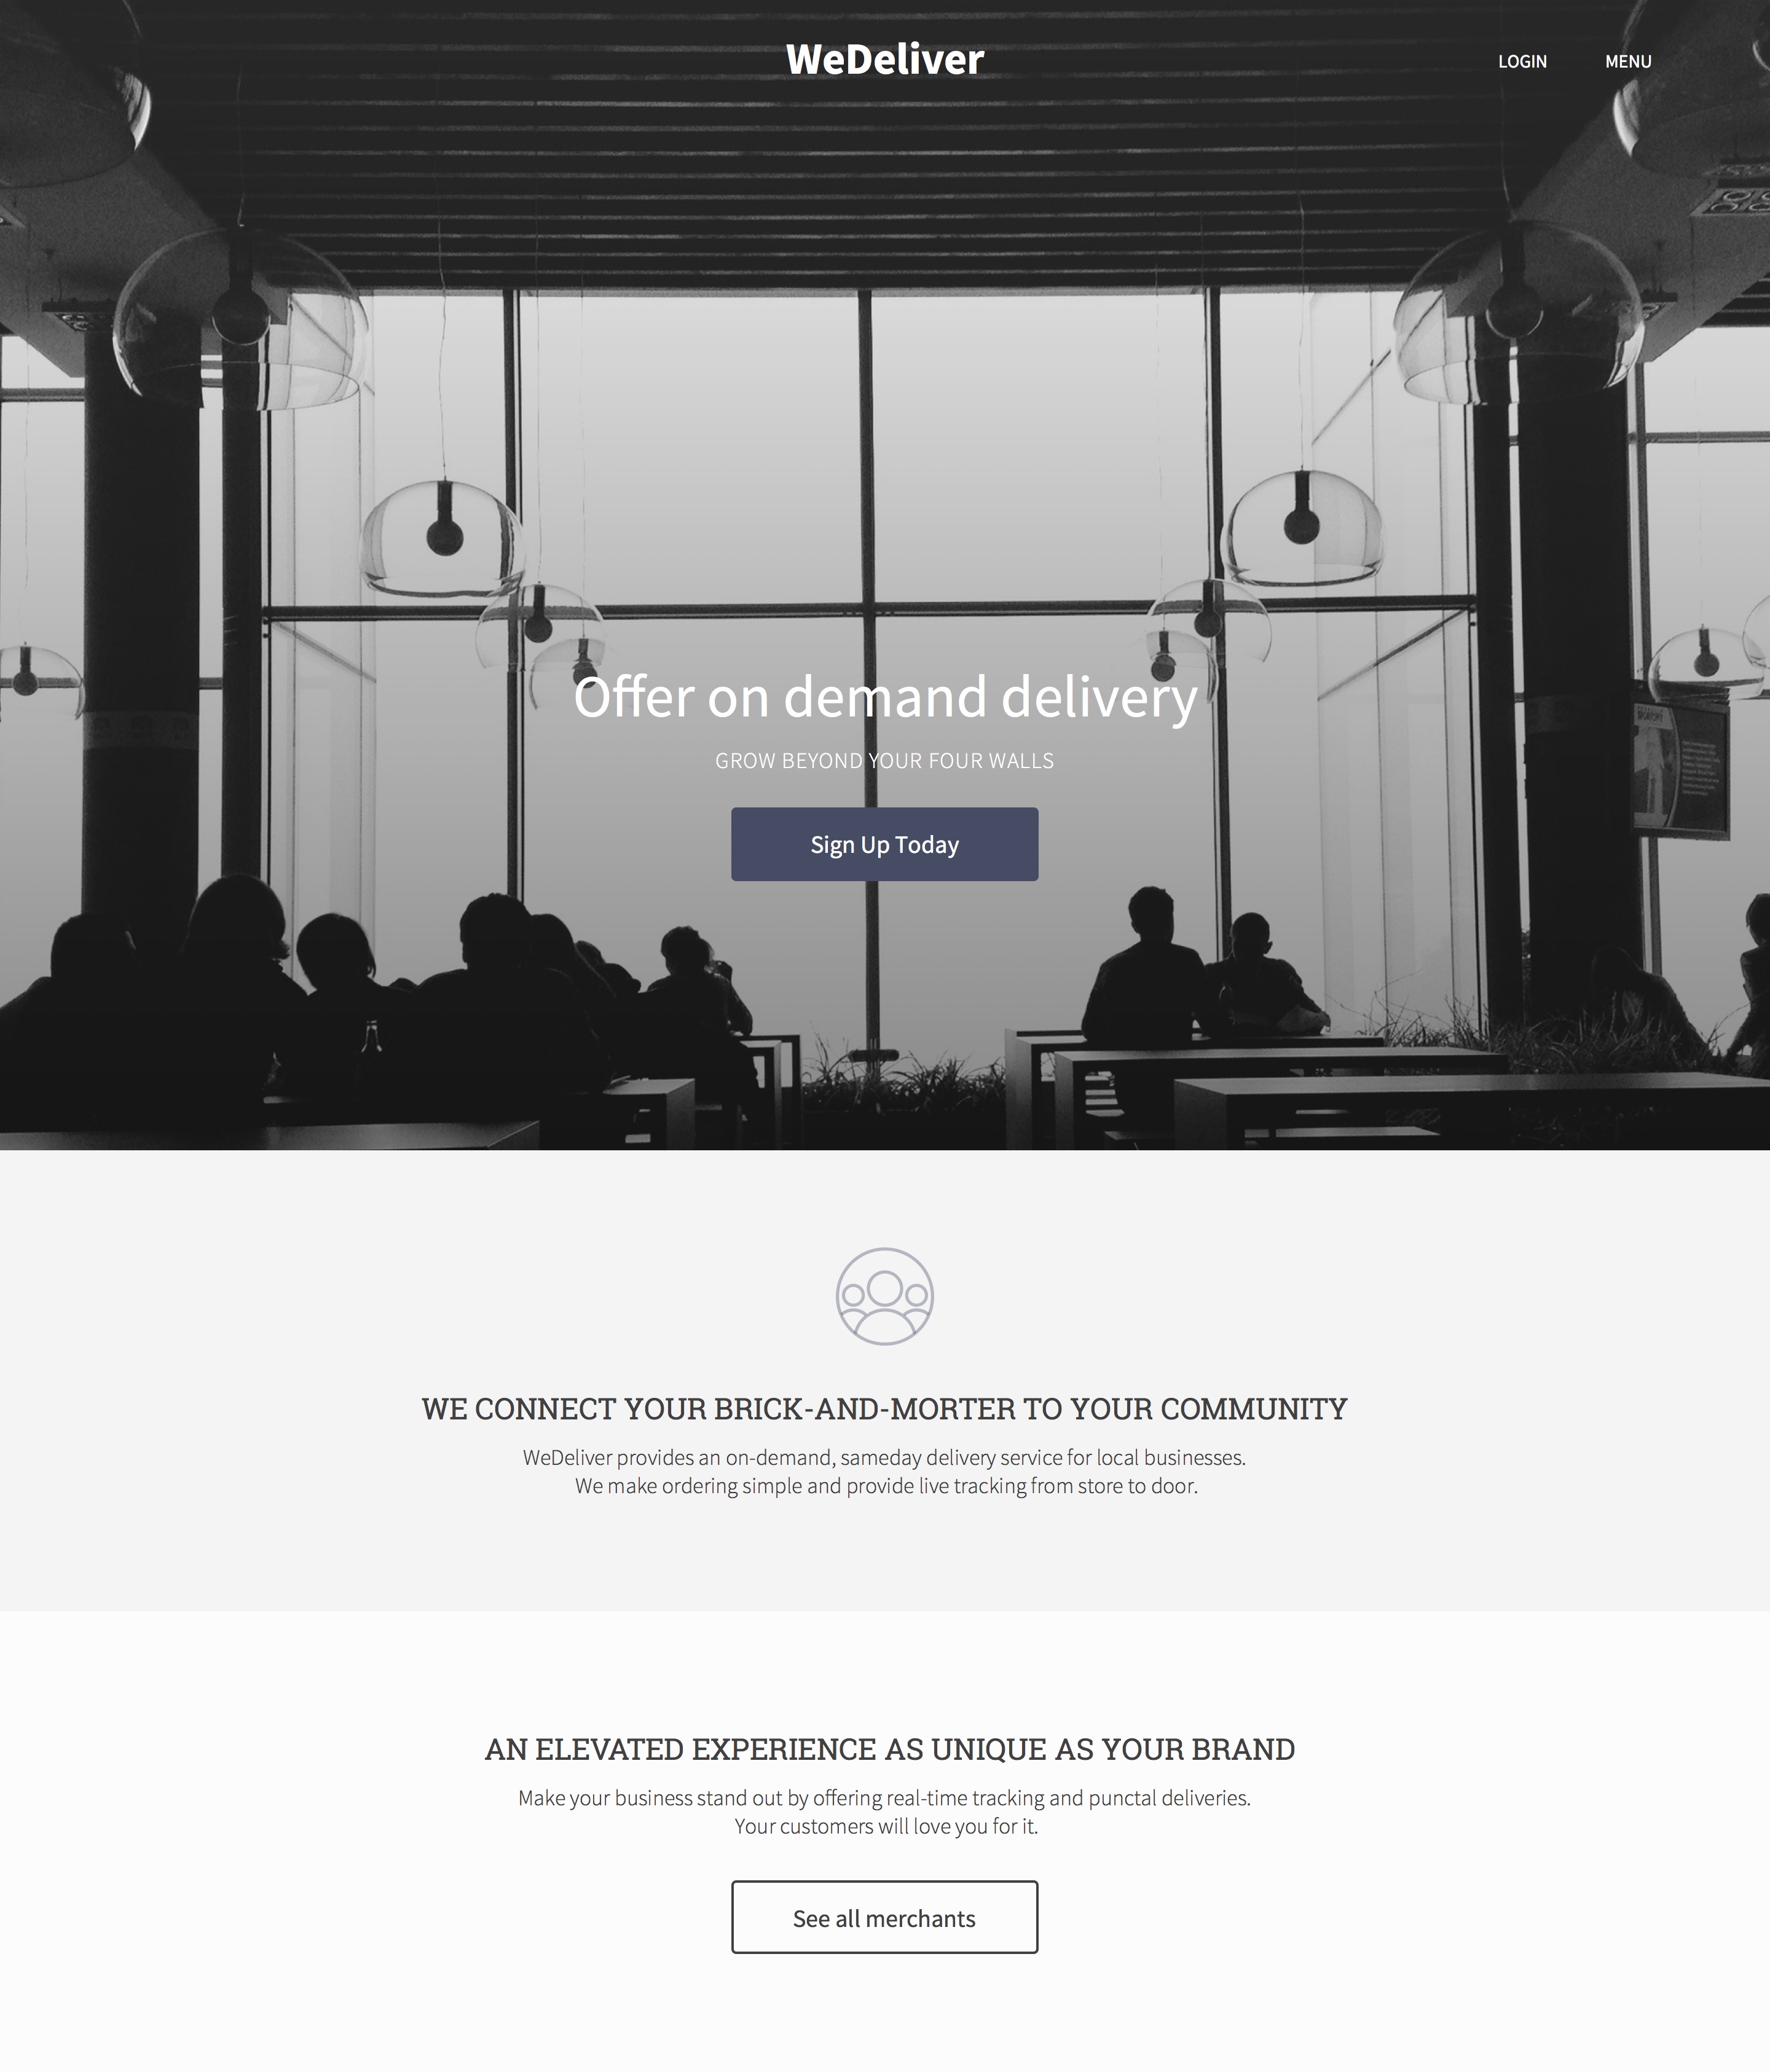 WeDeliver
LOGIN
MENU
Offer on demand delivery
GROW BEYOND YOUR FOUR WALLS
Sign Up Today
WE CONNECT YOUR BRICK-AND-MORTER TO YOUR COMMUNITY
WeDeliver provides an on-demand, sameday delivery service for local businesses.
We make ordering simple and provide live tracking from store to door.
AN ELEVATED EXPERIENCE AS UNIQUE AS YOUR BRAND
Make your business stand out by offering real-time tracking and punctal deliveries.
Your customers will love you for it.
See all merchants